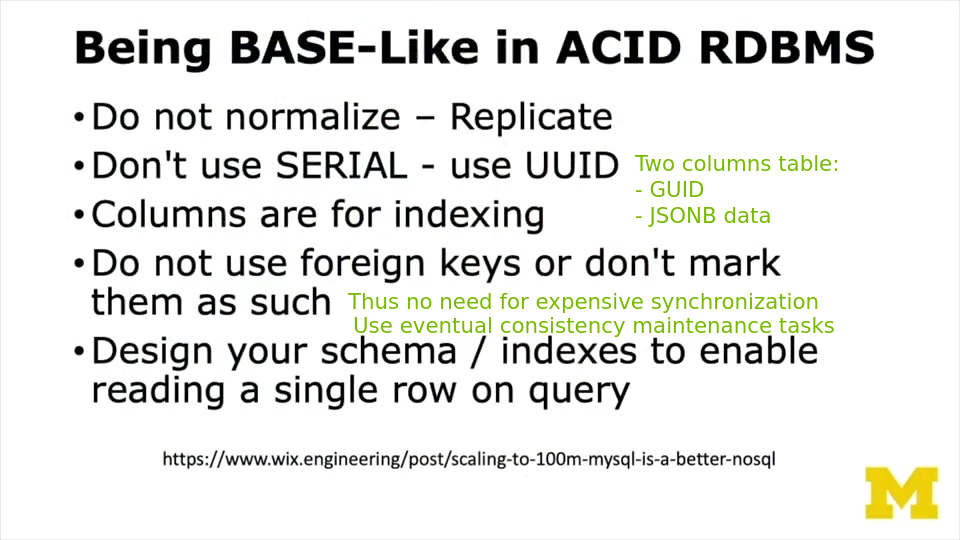 Being BASE-Like in ACID RDBMS
• Do not normalize – Replicate
• Don't use SERIAL - use UUID
Two columns table:
- GUID
- JSONB data
• Columns are for indexing
• Do not use foreign keys or don't mark
them as such
Thus no need for expensive synchronization
Use eventual consistency maintenance tasks
• Design your schema / indexes to enable
reading a single row on query
https://www.wix.engineering/post/scaling-to-100m-mysql-is-a-better-nosql
M